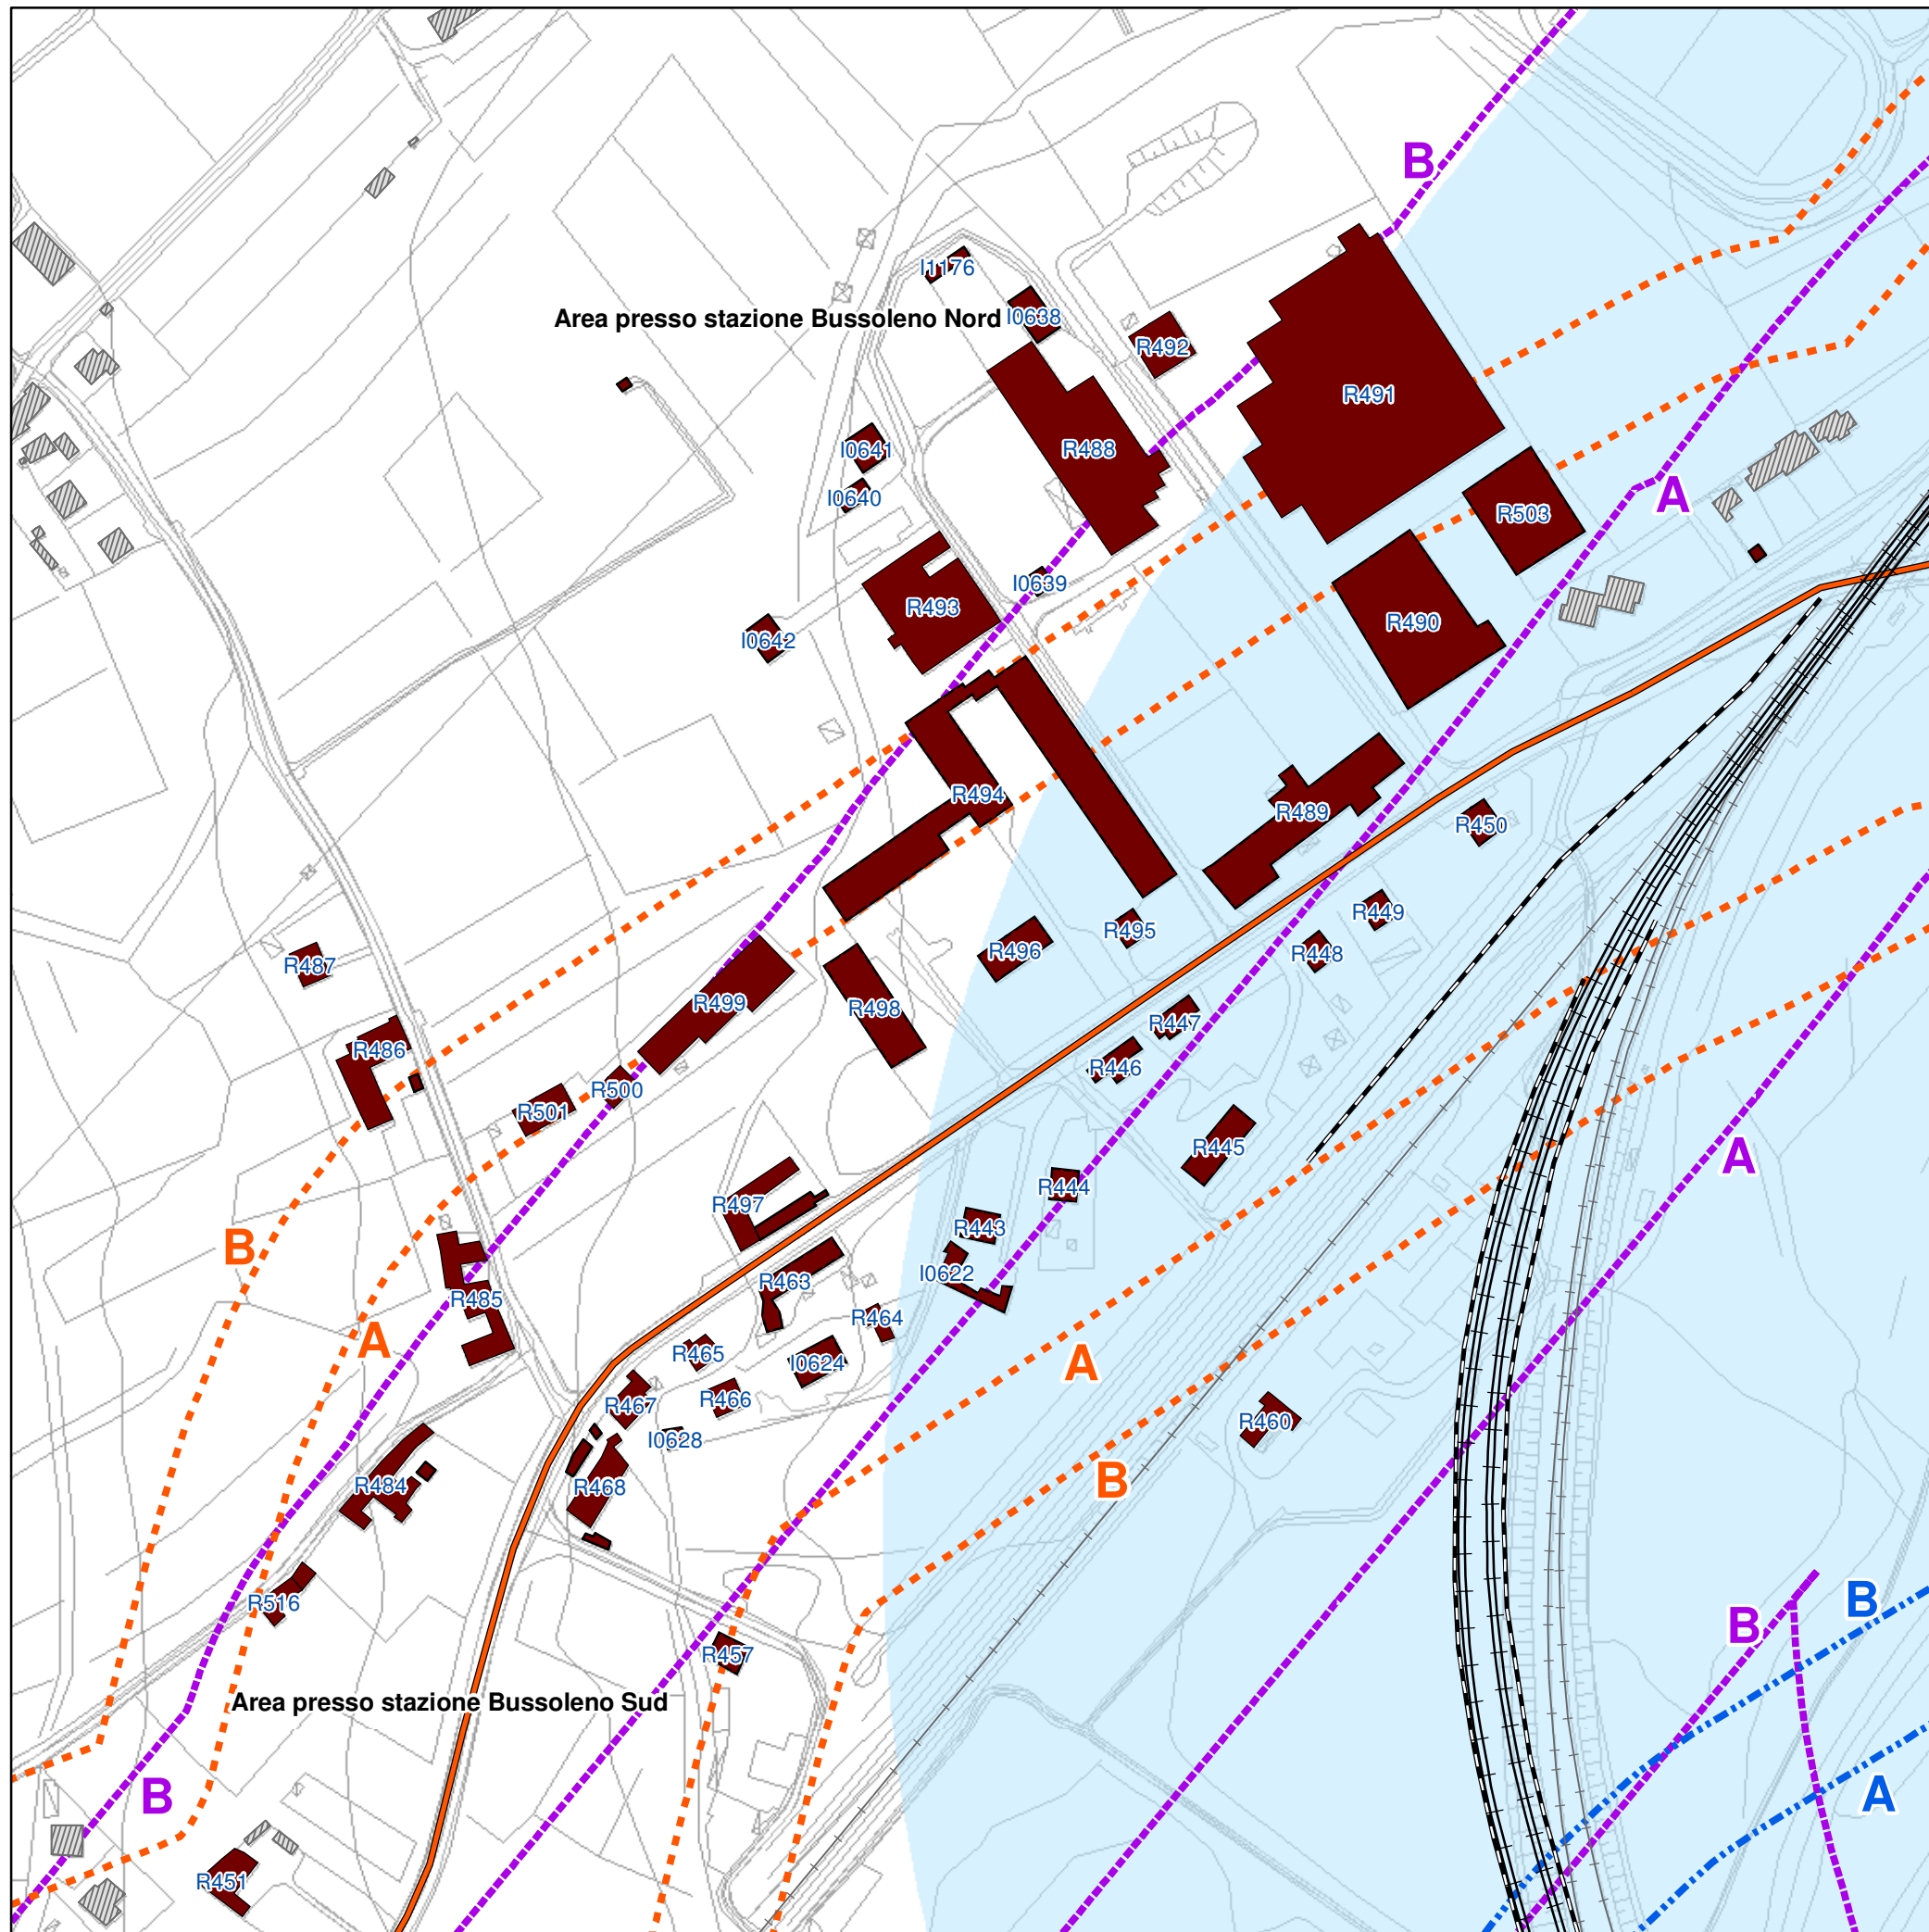 B
I1176
Area presso stazione Bussoleno Nord
I0638
R492
R491
R488
I0641
I0640
A
R503
I0639
R493
R490
I0642
R494
R489
R450
R449
R495
R496
R448
R487
R499
R498
R447
R486
R446
R500
R501
R445
A
R444
R497
R443
B
I0622
R463
R485
R464
A
R465
I0624
A
R466
R467
R460
I0628
B
R484
R468
B
R516
B
R457
Area presso stazione Bussoleno Sud
B
A
R451